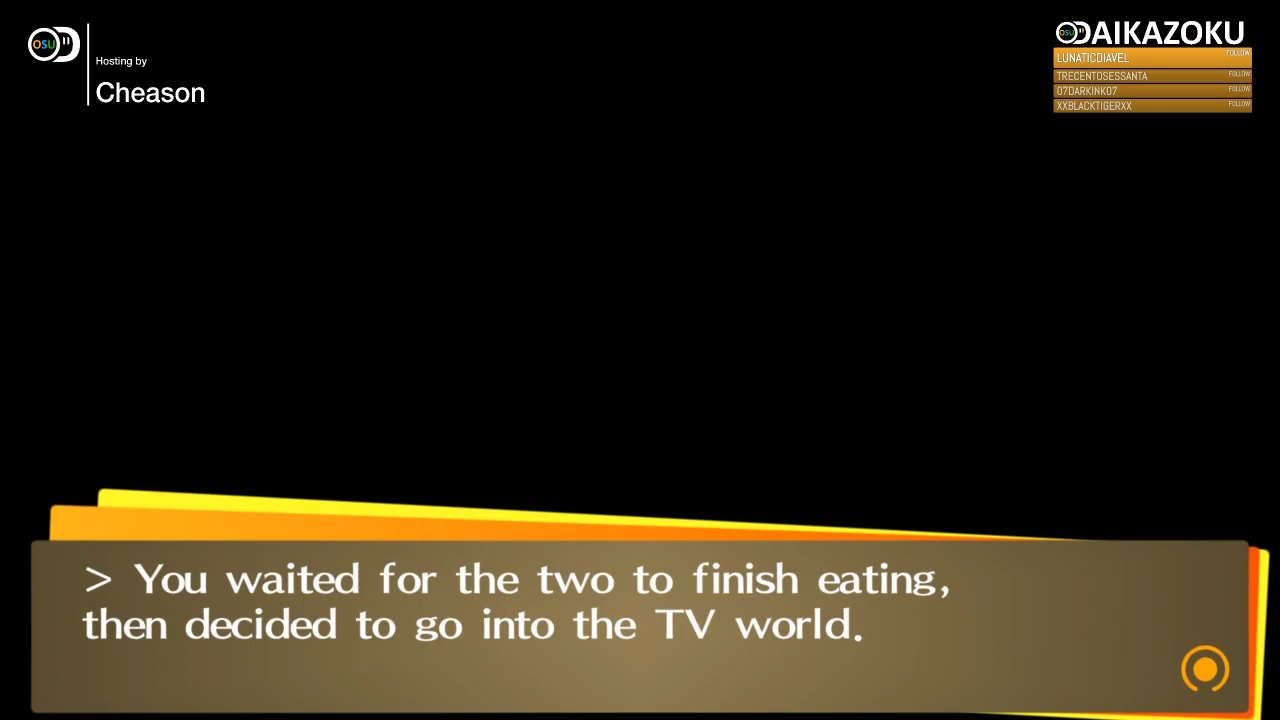 OSU
Hosting by
Cheason
OSU DAIKAZOKU
LUNATICDIAVEL FOLLOW
TRECENTOSESSANTA FOLLOW
07DARKINK07 FOLLOW
XXBLACKTIGERXX FOLLOW
> You waited for the two to finish eating,
then decided to go into the TV world.